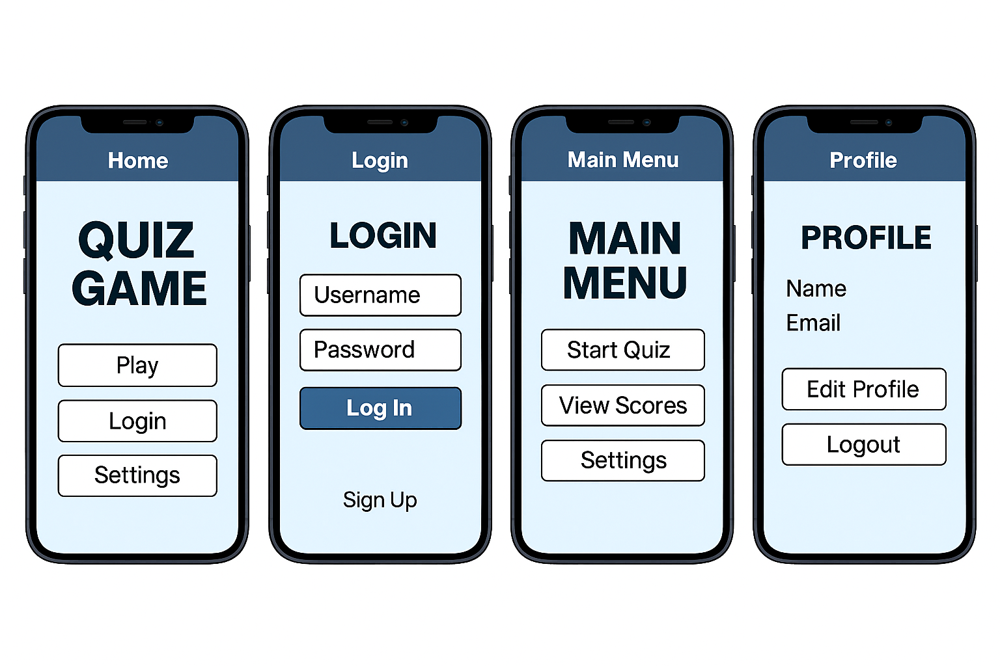 Home
QUIZ
GAME
Play
Login
Settings
Login
LOGIN
Username
Password
Log In
Sign Up
Main Menu
MAIN
MENU
Start Quiz
View Scores
Settings
Profile
PROFILE
Name
Email
Edit Profile
Logout